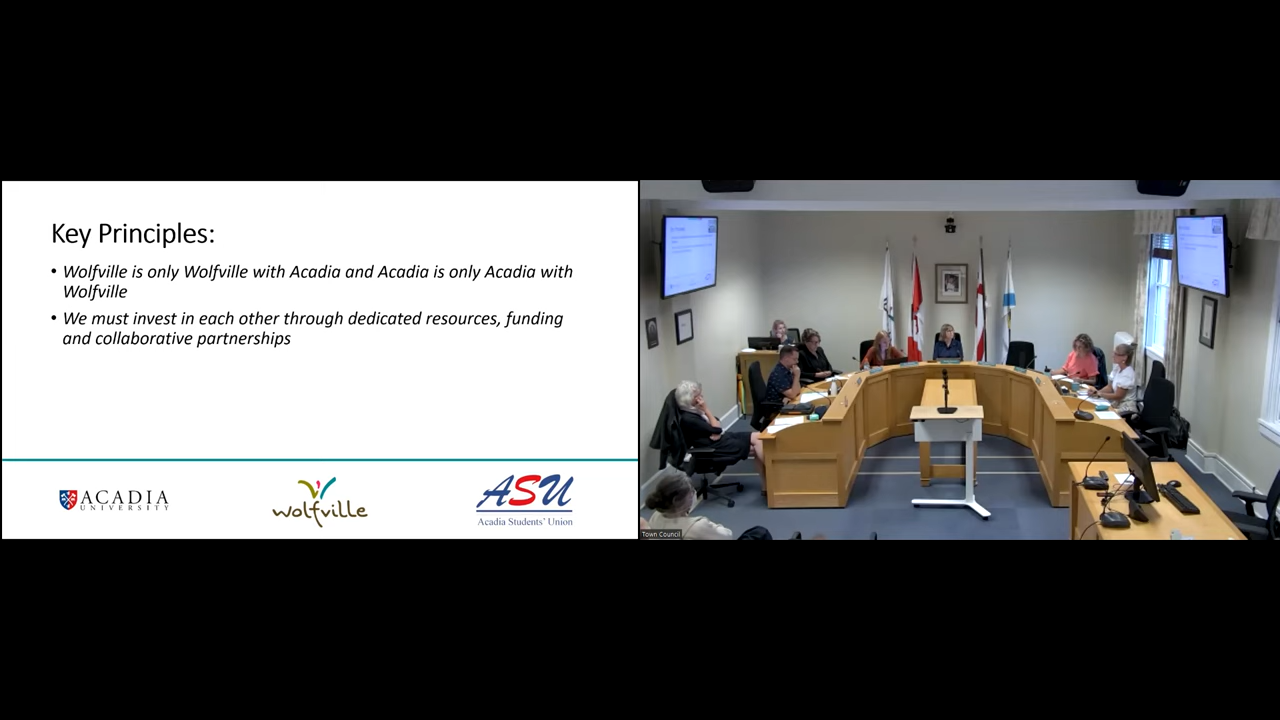 Key Principles:
• Wolfville is only Wolfville with Acadia and Acadia is only Acadia with
Wolfville
• We must invest in each other through dedicated resources, funding
and collaborative partnerships
ACADIA
UNIVERSITY
wolfville
ASU
Acadia Students' Union
Town Council